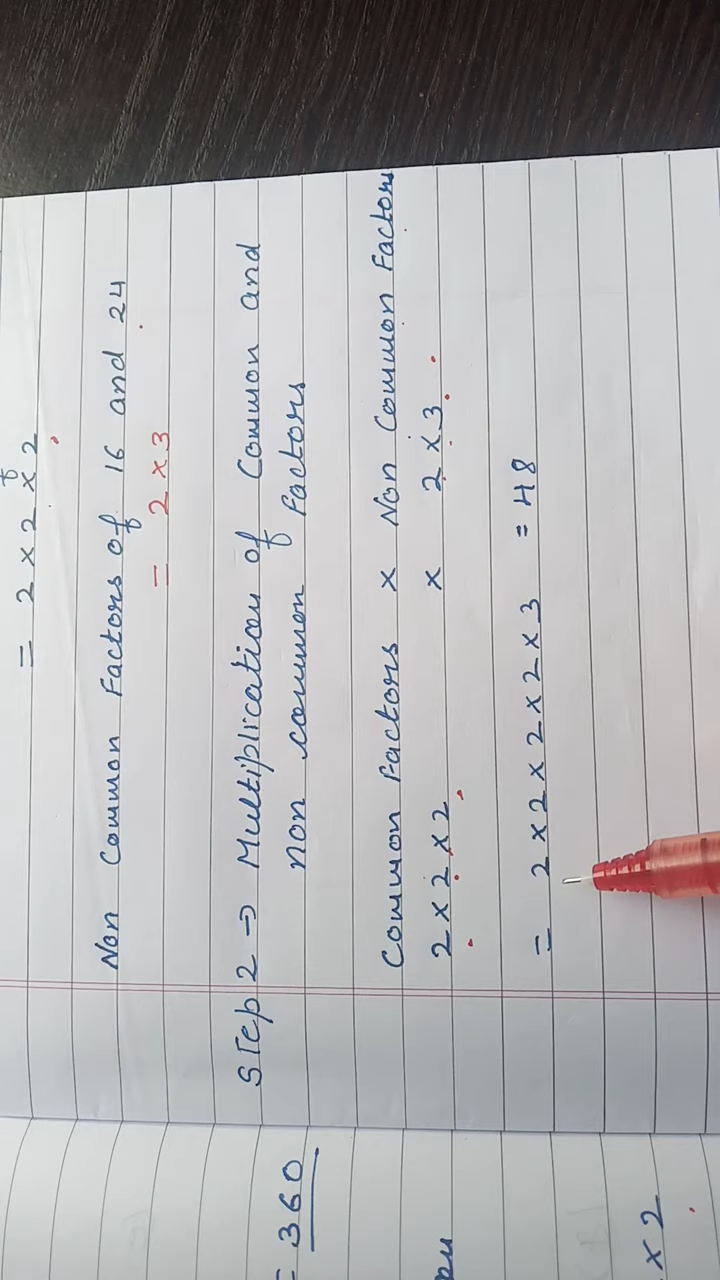 = 2 × 2 × 2
Non Common Factors of 16 and 24
= 2 × 3
Step 2 → Multiplication of Common and
non common Factors
Common Factors × Non Common Factors
2 × 2 × 2 × 2 × 3
= 2 × 2 × 2 × 2 × 3 = 48
= 360
× 2